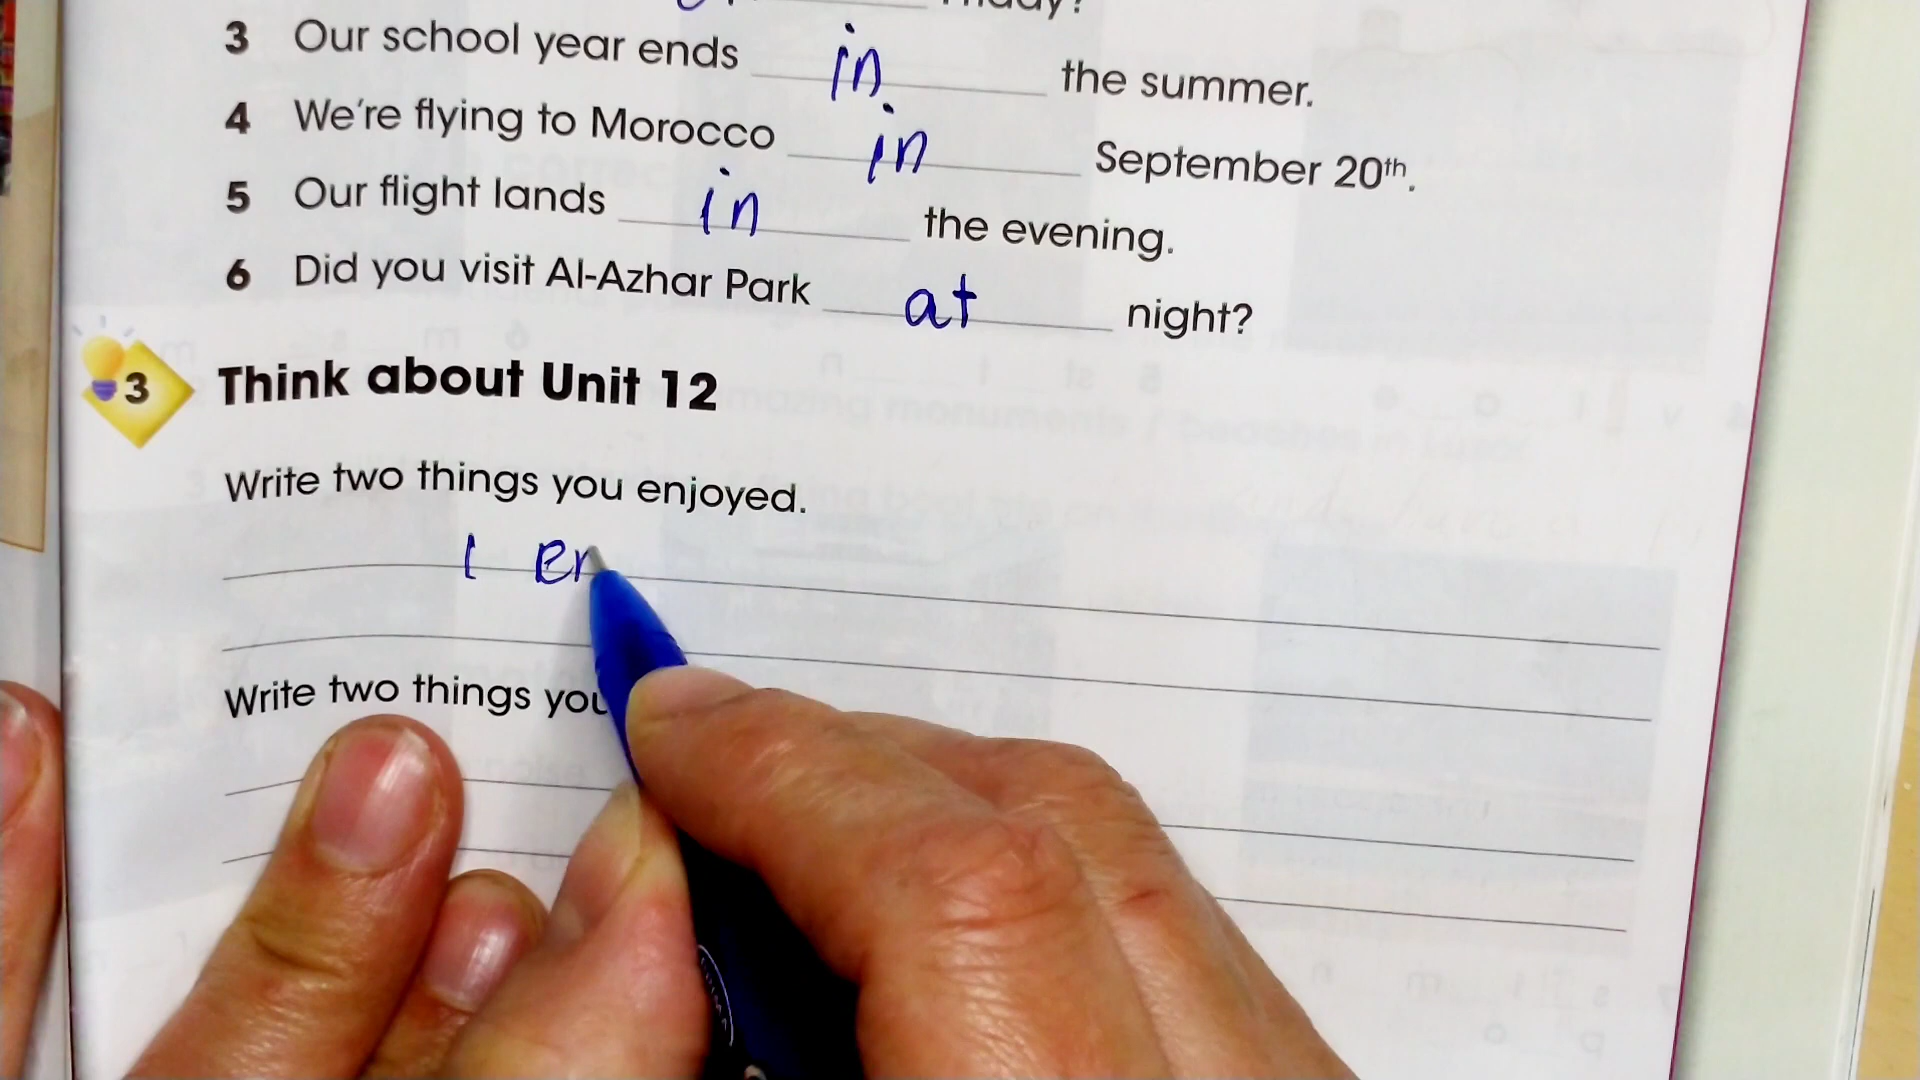 3 Our school year ends in the summer.
4 We're flying to Morocco in September 20th.
5 Our flight lands in the evening.
6 Did you visit Al-Azhar Park at night?
3 Think about Unit 12
Write two things you enjoyed.
I en
Write two things you